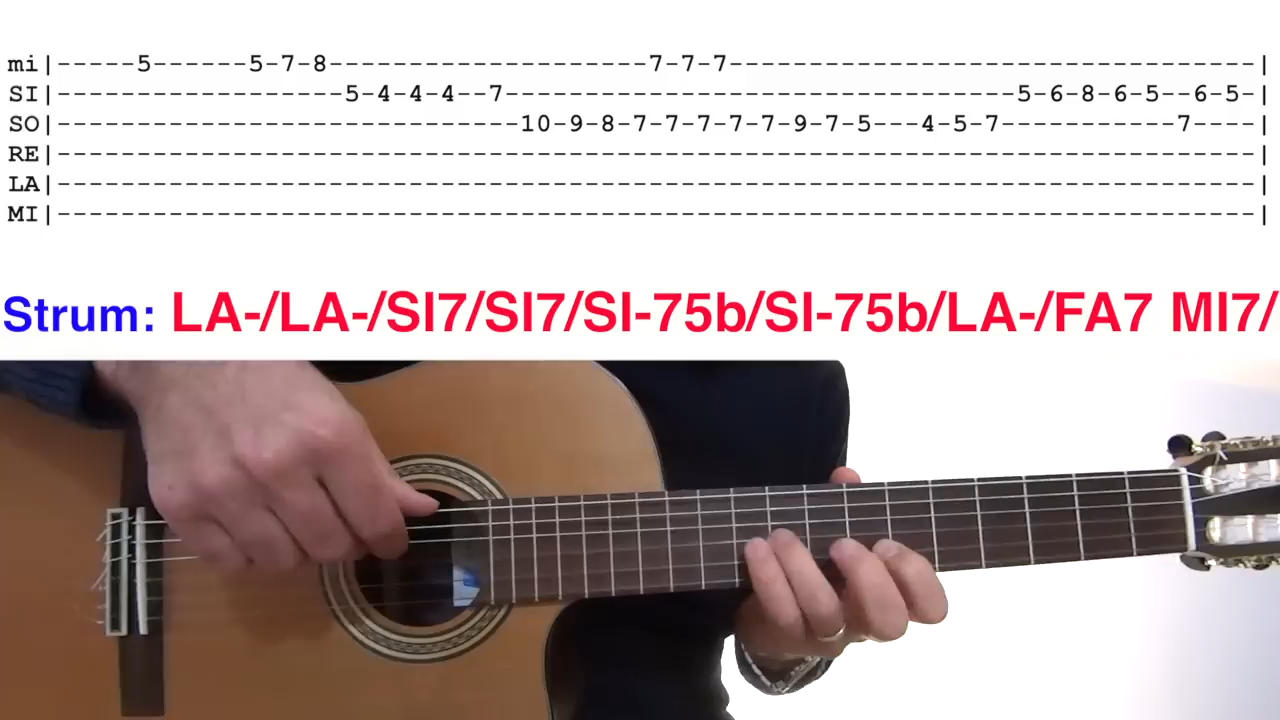 mi|-----5------5-7-8--------------------7-7-7---------------------------------|
SI|------------------5-4-4-4--7--------------------------------5-6-8-6-5--6-5-|
SO|-----------------------------10-9-8-7-7-7-7-7-9-7-5---4-5-7-----------7----|
RE|---------------------------------------------------------------------------|
LA|---------------------------------------------------------------------------|
MI|---------------------------------------------------------------------------|
Strum: LA-/LA-/SI7/SI7/SI-75b/SI-75b/LA-/FA7 MI7/